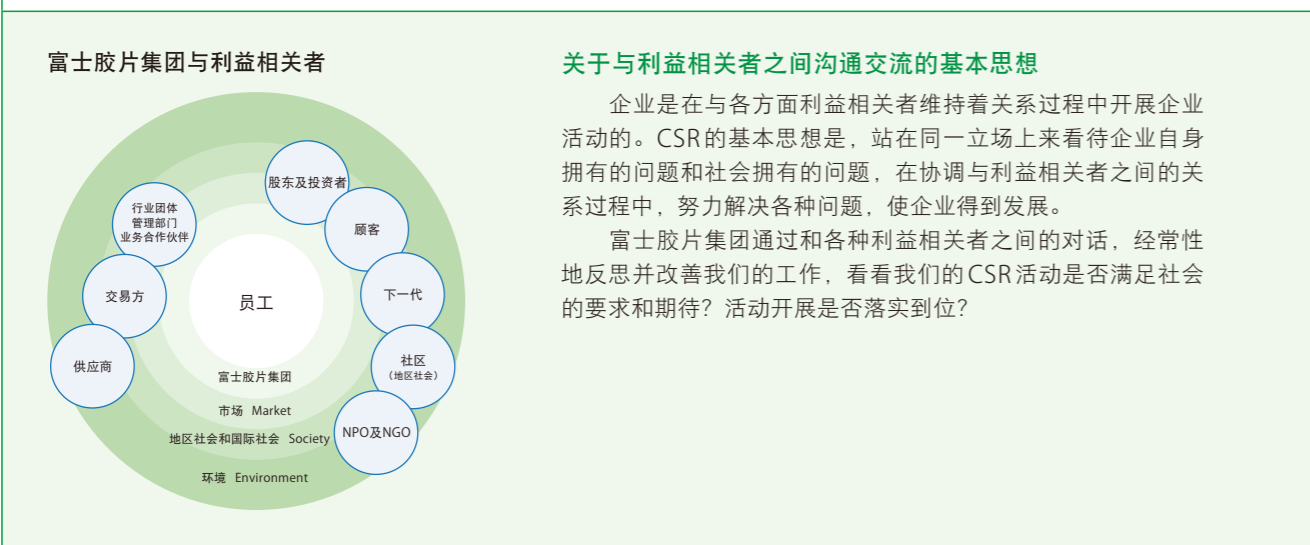 富士胶片集团与利益相关者
股东及投资者
行业团体
管理部门
业务合作伙伴
顾客
交易方
员工
下一代
供应商
社区
（地区社会）
富士胶片集团
市场 Market
NPO及NGO
地区社会和国际社会 Society
环境 Environment
关于与利益相关者之间沟通交流的基本思想
企业是在与各方面利益相关者维持着关系过程中开展企业
活动的。CSR的基本思想是，站在同一立场上来看待企业自身
拥有的问题和社会拥有的问题，在协调与利益相关者之间的关
系过程中，努力解决各种问题，使企业得到发展。
富士胶片集团通过和各种利益相关者之间的对话，经常性
地反思并改善我们的工作，看看我们的CSR活动是否满足社会
的要求和期待？活动开展是否落实到位？